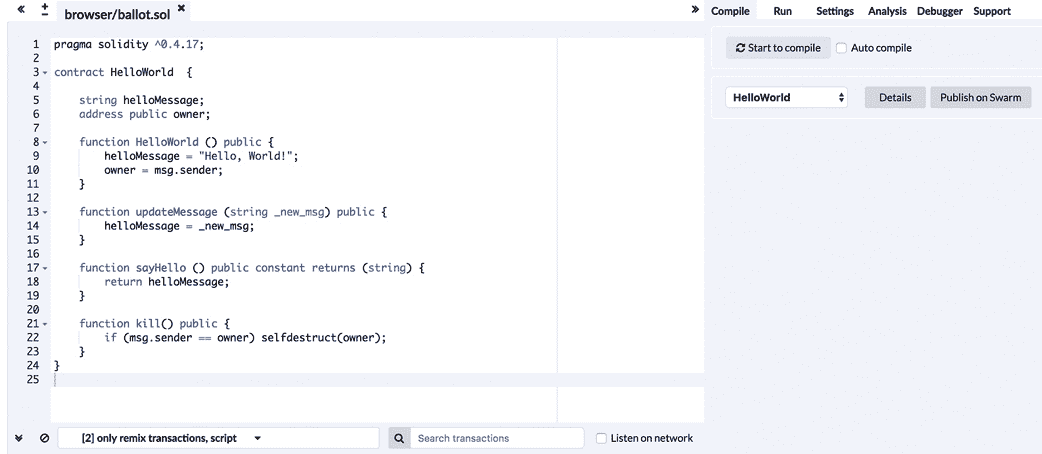 browser/ballot.sol
Compile Run Settings Analysis Debugger Support
Start to compile Auto compile
HelloWorld Details Publish on Swarm
1 pragma solidity ^0.4.17;
2
3 contract HelloWorld  {
4
5     string helloMessage;
6     address public owner;
7
8     function HelloWorld () public {
9         helloMessage = "Hello, World!";
10         owner = msg.sender;
11     }
12
13     function updateMessage (string _new_msg) public {
14         helloMessage = _new_msg;
15     }
16
17     function sayHello () public constant returns (string) {
18         return helloMessage;
19     }
20
21     function kill() public {
22         if (msg.sender == owner) selfdestruct(owner);
23     }
24 }
25
[2] only remix transactions, script Search transactions Listen on network